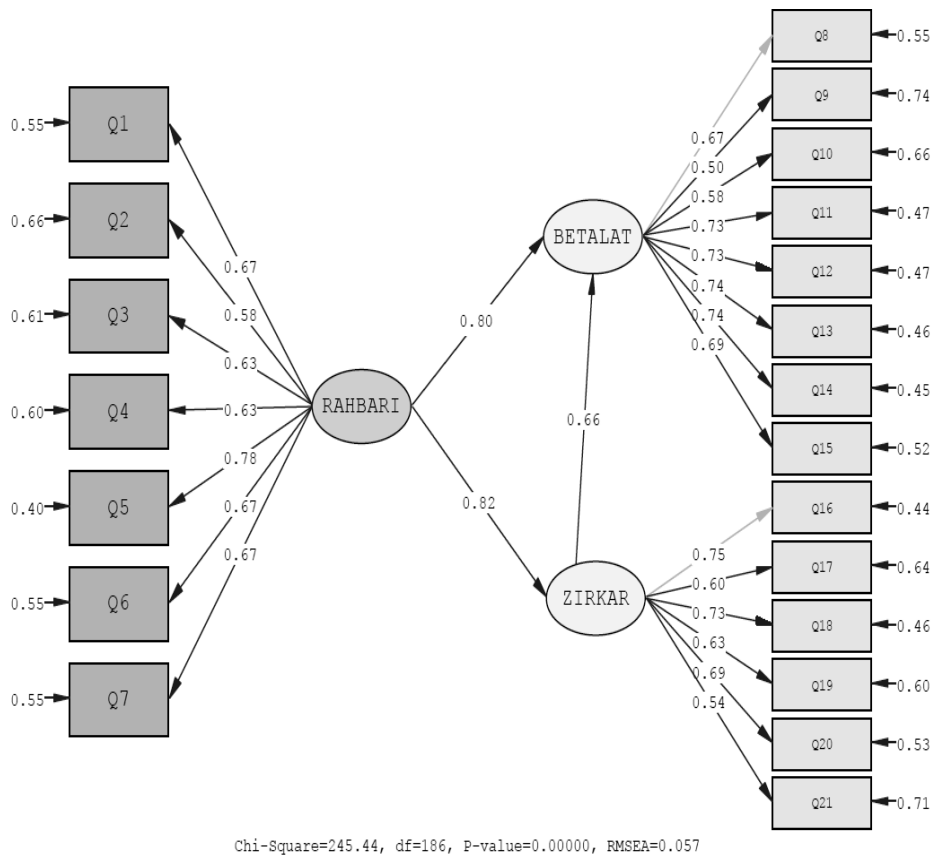 0.55 Q1
0.66 Q2
0.61 Q3
0.60 Q4
0.40 Q5
0.55 Q6
0.55 Q7
0.67
0.58
0.63
0.63
0.78
0.67
0.67
RAHBARI
0.80
0.82
BETALAT
0.66
ZIRKAR
0.67
0.50
0.58
0.73
0.73
0.74
0.74
0.69
0.75
0.60
0.73
0.63
0.69
0.54
Q8 0.55
Q9 0.74
Q10 0.66
Q11 0.47
Q12 0.47
Q13 0.46
Q14 0.45
Q15 0.52
Q16 0.44
Q17 0.64
Q18 0.46
Q19 0.60
Q20 0.53
Q21 0.71
Chi-Square=245.44, df=186, P-value=0.00000, RMSEA=0.057